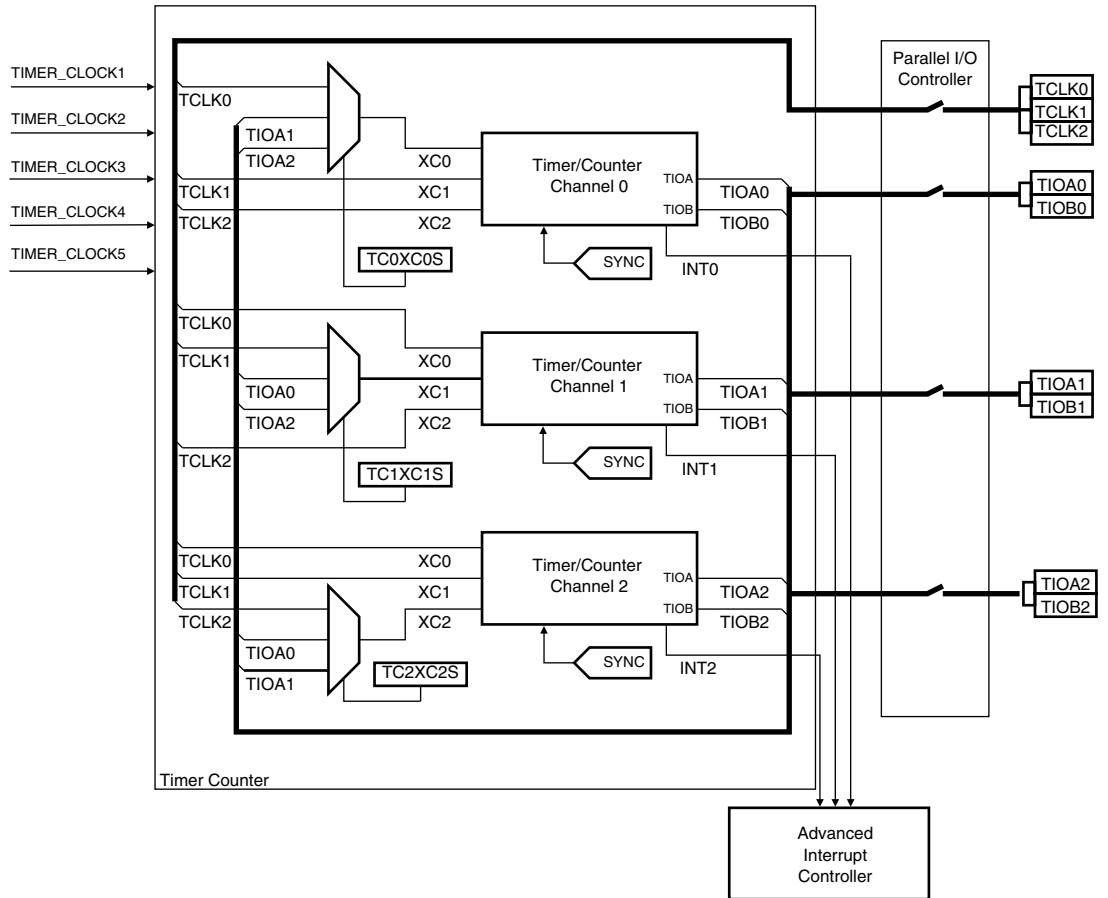 TIMER_CLOCK1
TIMER_CLOCK2
TIMER_CLOCK3
TIMER_CLOCK4
TIMER_CLOCK5
TCLK0
TIOA1
TIOA2
TCLK1
TCLK2
XC0
XC1
XC2
TC0XC0S
Timer/Counter
Channel 0
TIOA
TIOB
TIOA0
TIOB0
SYNC
INT0
TCLK0
TCLK1
TIOA0
TIOA2
TCLK2
XC0
XC1
XC2
TC1XC1S
Timer/Counter
Channel 1
TIOA
TIOB
TIOA1
TIOB1
SYNC
INT1
TCLK0
TCLK1
TCLK2
TIOA0
TIOA1
XC0
XC1
XC2
TC2XC2S
Timer/Counter
Channel 2
TIOA
TIOB
TIOA2
TIOB2
SYNC
INT2
Timer Counter
Parallel I/O
Controller
TCLK0
TCLK1
TCLK2
TIOA0
TIOB0
TIOA1
TIOB1
TIOA2
TIOB2
Advanced
Interrupt
Controller